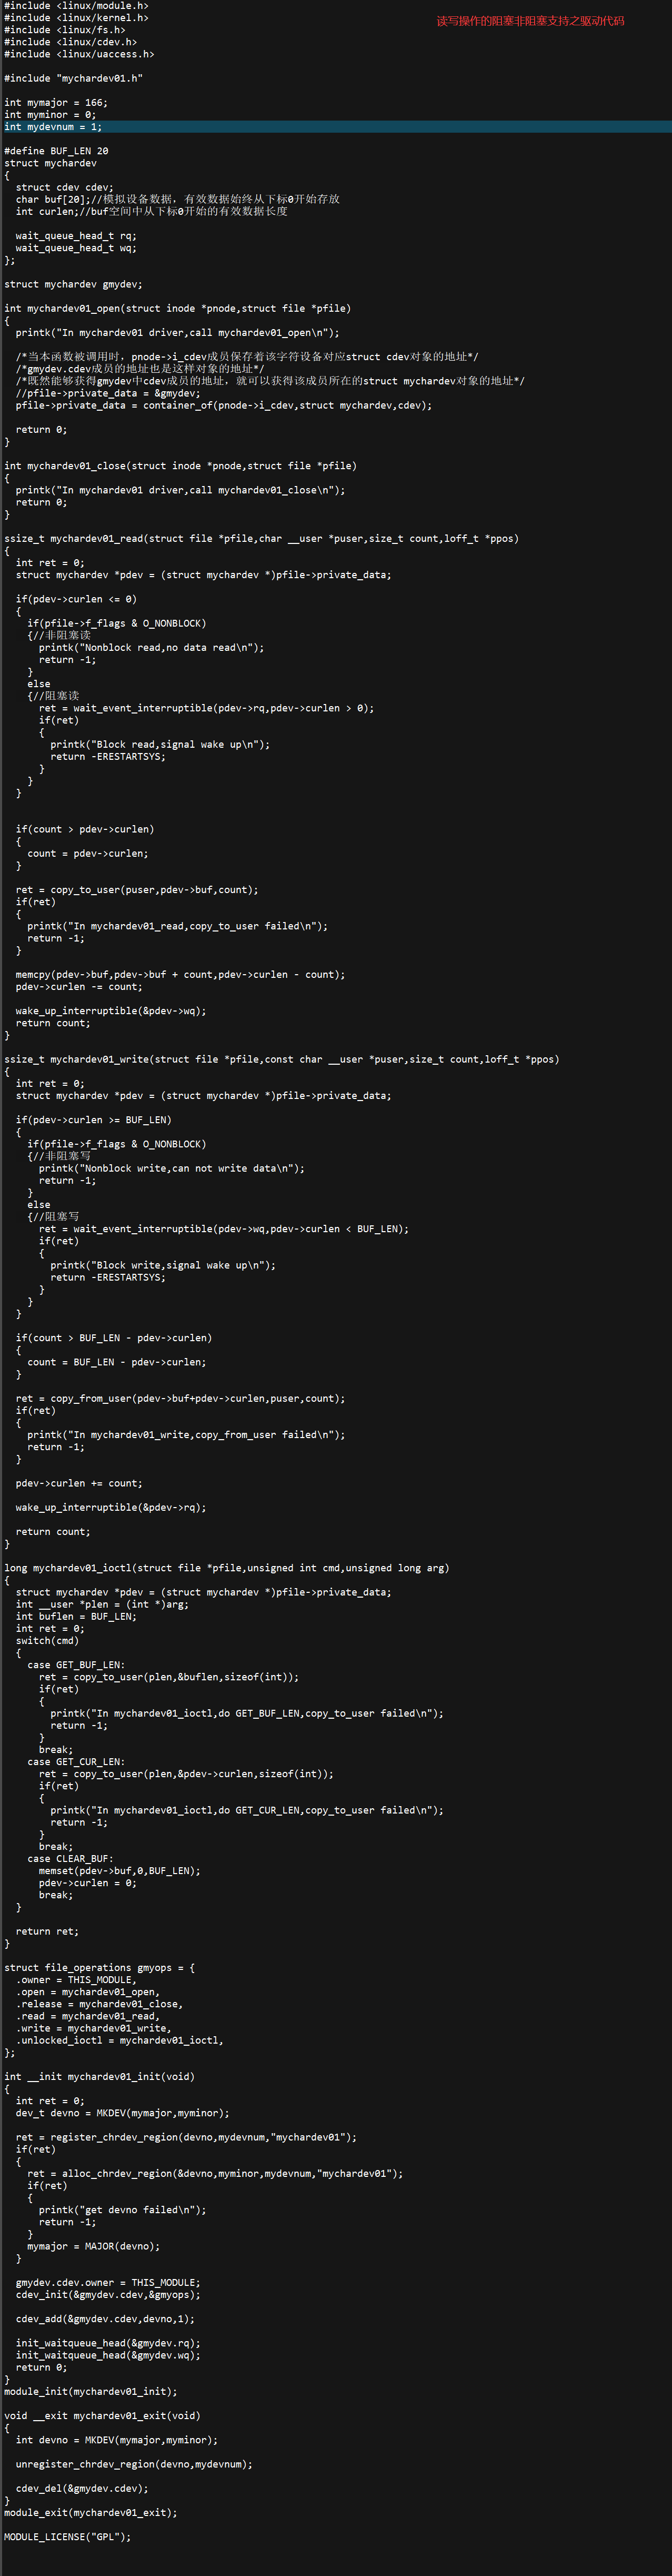 #include <linux/module.h>
#include <linux/kernel.h>
读写操作的阻塞非阻塞支持之驱动代码
#include <linux/fs.h>
#include <linux/cdev.h>
#include <linux/uaccess.h>

#include "mychardev01.h"

int mymajor = 166;
int myminor = 0;
int mydevnum = 1;

#define BUF_LEN 20
struct mychardev
{
  struct cdev cdev;
  char buf[20];//模拟设备数据，有效数据始终从下标0开始存放
  int curlen;//buf空间中从下标0开始的有效数据长度

  wait_queue_head_t rq;
  wait_queue_head_t wq;
};

struct mychardev gmydev;

int mychardev01_open(struct inode *pnode,struct file *pfile)
{
  printk("In mychardev01 driver,call mychardev01_open\n");

  /*当本函数被调用时，pnode->i_cdev成员保存着该字符设备对应struct cdev对象的地址*/
  /*gmydev.cdev成员的地址也是这样对象的地址*/
  /*既然能够获得gmydev中cdev成员的地址，就可以获得该成员所在的struct mychardev对象的地址*/
  //pfile->private_data = &gmydev;
  pfile->private_data = container_of(pnode->i_cdev,struct mychardev,cdev);

  return 0;
}

int mychardev01_close(struct inode *pnode,struct file *pfile)
{
  printk("In mychardev01 driver,call mychardev01_close\n");
  return 0;
}

ssize_t mychardev01_read(struct file *pfile,char __user *puser,size_t count,loff_t *ppos)
{
  int ret = 0;
  struct mychardev *pdev = (struct mychardev *)pfile->private_data;

  if(pdev->curlen <= 0)
  {
    if(pfile->f_flags & O_NONBLOCK)
    {//非阻塞读
      printk("Nonblock read,no data read\n");
      return -1;
    }
    else
    {//阻塞读
      ret = wait_event_interruptible(pdev->rq,pdev->curlen > 0);
      if(ret)
      {
        printk("Block read,signal wake up\n");
        return -ERESTARTSYS;
      }
    }
  }

  if(count > pdev->curlen)
  {
    count = pdev->curlen;
  }

  ret = copy_to_user(puser,pdev->buf,count);
  if(ret)
  {
    printk("In mychardev01_read,copy_to_user failed\n");
    return -1;
  }

  memcpy(pdev->buf,pdev->buf + count,pdev->curlen - count);
  pdev->curlen -= count;

  wake_up_interruptible(&pdev->wq);
  return count;
}

ssize_t mychardev01_write(struct file *pfile,const char __user *puser,size_t count,loff_t *ppos)
{
  int ret = 0;
  struct mychardev *pdev = (struct mychardev *)pfile->private_data;

  if(pdev->curlen >= BUF_LEN)
  {
    if(pfile->f_flags & O_NONBLOCK)
    {//非阻塞写
      printk("Nonblock write,can not write data\n");
      return -1;
    }
    else
    {//阻塞写
      ret = wait_event_interruptible(pdev->wq,pdev->curlen < BUF_LEN);
      if(ret)
      {
        printk("Block write,signal wake up\n");
        return -ERESTARTSYS;
      }
    }
  }

  if(count > BUF_LEN - pdev->curlen)
  {
    count = BUF_LEN - pdev->curlen;
  }

  ret = copy_from_user(pdev->buf+pdev->curlen,puser,count);
  if(ret)
  {
    printk("In mychardev01_write,copy_from_user failed\n");
    return -1;
  }

  pdev->curlen += count;

  wake_up_interruptible(&pdev->rq);

  return count;
}

long mychardev01_ioctl(struct file *pfile,unsigned int cmd,unsigned long arg)
{
  struct mychardev *pdev = (struct mychardev *)pfile->private_data;
  int __user *plen = (int *)arg;
  int buflen = BUF_LEN;
  int ret = 0;
  switch(cmd)
  {
    case GET_BUF_LEN:
      ret = copy_to_user(plen,&buflen,sizeof(int));
      if(ret)
      {
        printk("In mychardev01_ioctl,do GET_BUF_LEN,copy_to_user failed\n");
        return -1;
      }
      break;
    case GET_CUR_LEN:
      ret = copy_to_user(plen,&pdev->curlen,sizeof(int));
      if(ret)
      {
        printk("In mychardev01_ioctl,do GET_CUR_LEN,copy_to_user failed\n");
        return -1;
      }
      break;
    case CLEAR_BUF:
      memset(pdev->buf,0,BUF_LEN);
      pdev->curlen = 0;
      break;
  }

  return ret;
}

struct file_operations gmyops = {
  .owner = THIS_MODULE,
  .open = mychardev01_open,
  .release = mychardev01_close,
  .read = mychardev01_read,
  .write = mychardev01_write,
  .unlocked_ioctl = mychardev01_ioctl,
};

int __init mychardev01_init(void)
{
  int ret = 0;
  dev_t devno = MKDEV(mymajor,myminor);

  ret = register_chrdev_region(devno,mydevnum,"mychardev01");
  if(ret)
  {
    ret = alloc_chrdev_region(&devno,myminor,mydevnum,"mychardev01");
    if(ret)
    {
      printk("get devno failed\n");
      return -1;
    }
    mymajor = MAJOR(devno);
  }

  gmydev.cdev.owner = THIS_MODULE;
  cdev_init(&gmydev.cdev,&gmyops);

  cdev_add(&gmydev.cdev,devno,1);

  init_waitqueue_head(&gmydev.rq);
  init_waitqueue_head(&gmydev.wq);
  return 0;
}
module_init(mychardev01_init);

void __exit mychardev01_exit(void)
{
  int devno = MKDEV(mymajor,myminor);

  unregister_chrdev_region(devno,mydevnum);

  cdev_del(&gmydev.cdev);
}
module_exit(mychardev01_exit);

MODULE_LICENSE("GPL");